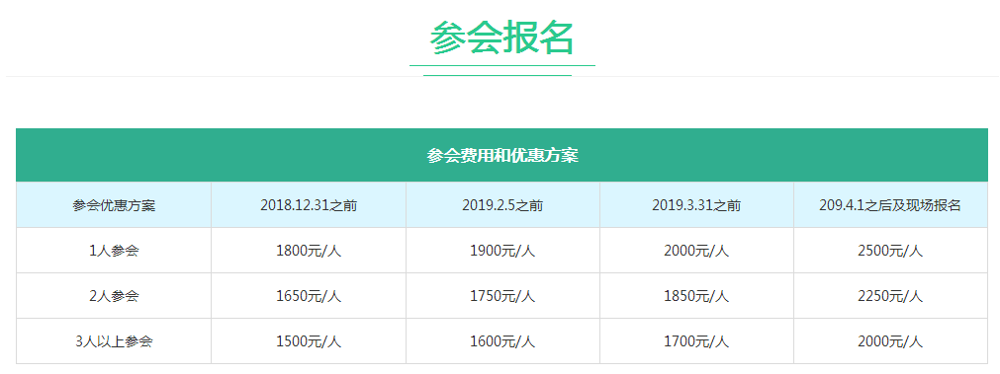 参会报名
参会费用和优惠方案
参会优惠方案 2018.12.31之前 2019.2.5之前 2019.3.31之前 209.4.1之后及现场报名
1人参会 1800元/人 1900元/人 2000元/人 2500元/人
2人参会 1650元/人 1750元/人 1850元/人 2250元/人
3人以上参会 1500元/人 1600元/人 1700元/人 2000元/人